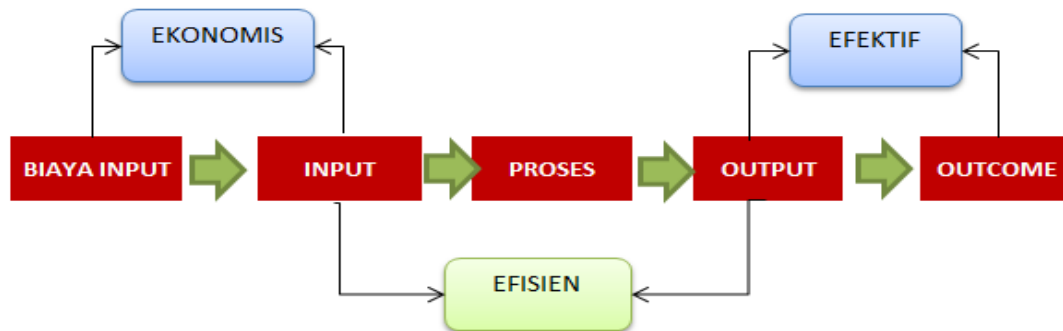 EKONOMIS
EFEKTIF
BIAYA INPUT
INPUT
PROSES
OUTPUT
OUTCOME
EFISIEN